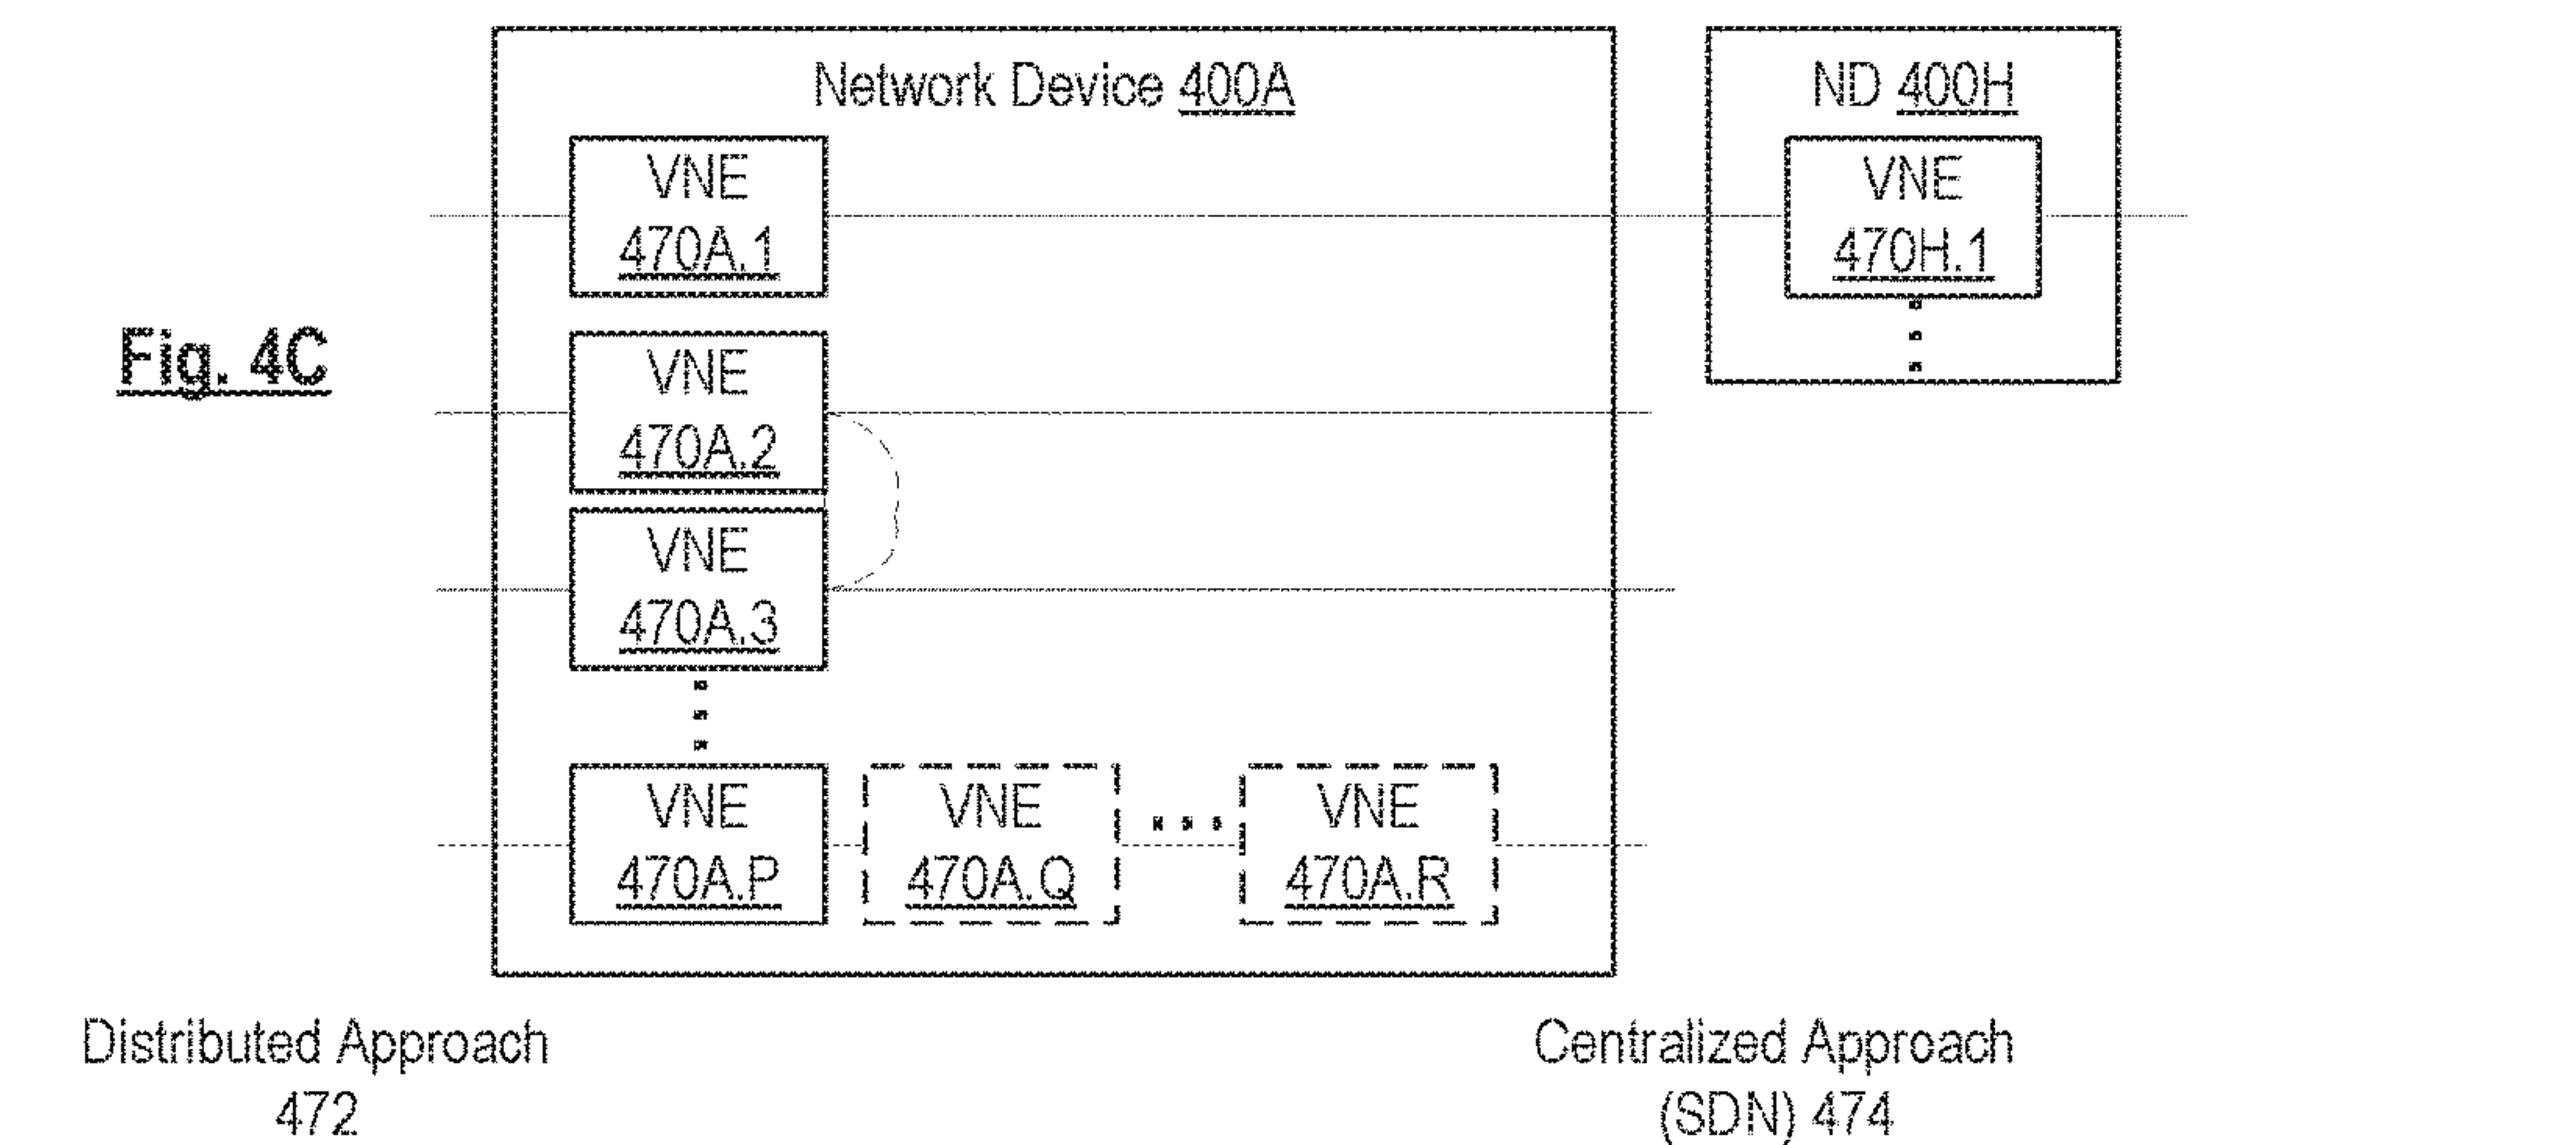 Network Device 400A
ND 400H
VNE
470A.1
VNE
470H.1
Fig. 4C
VNE
470A.2
VNE
470A.3
VNE
470A.P
VNE
470A.Q
VNE
470A.R
Distributed Approach
472
Centralized Approach
(SDN) 474